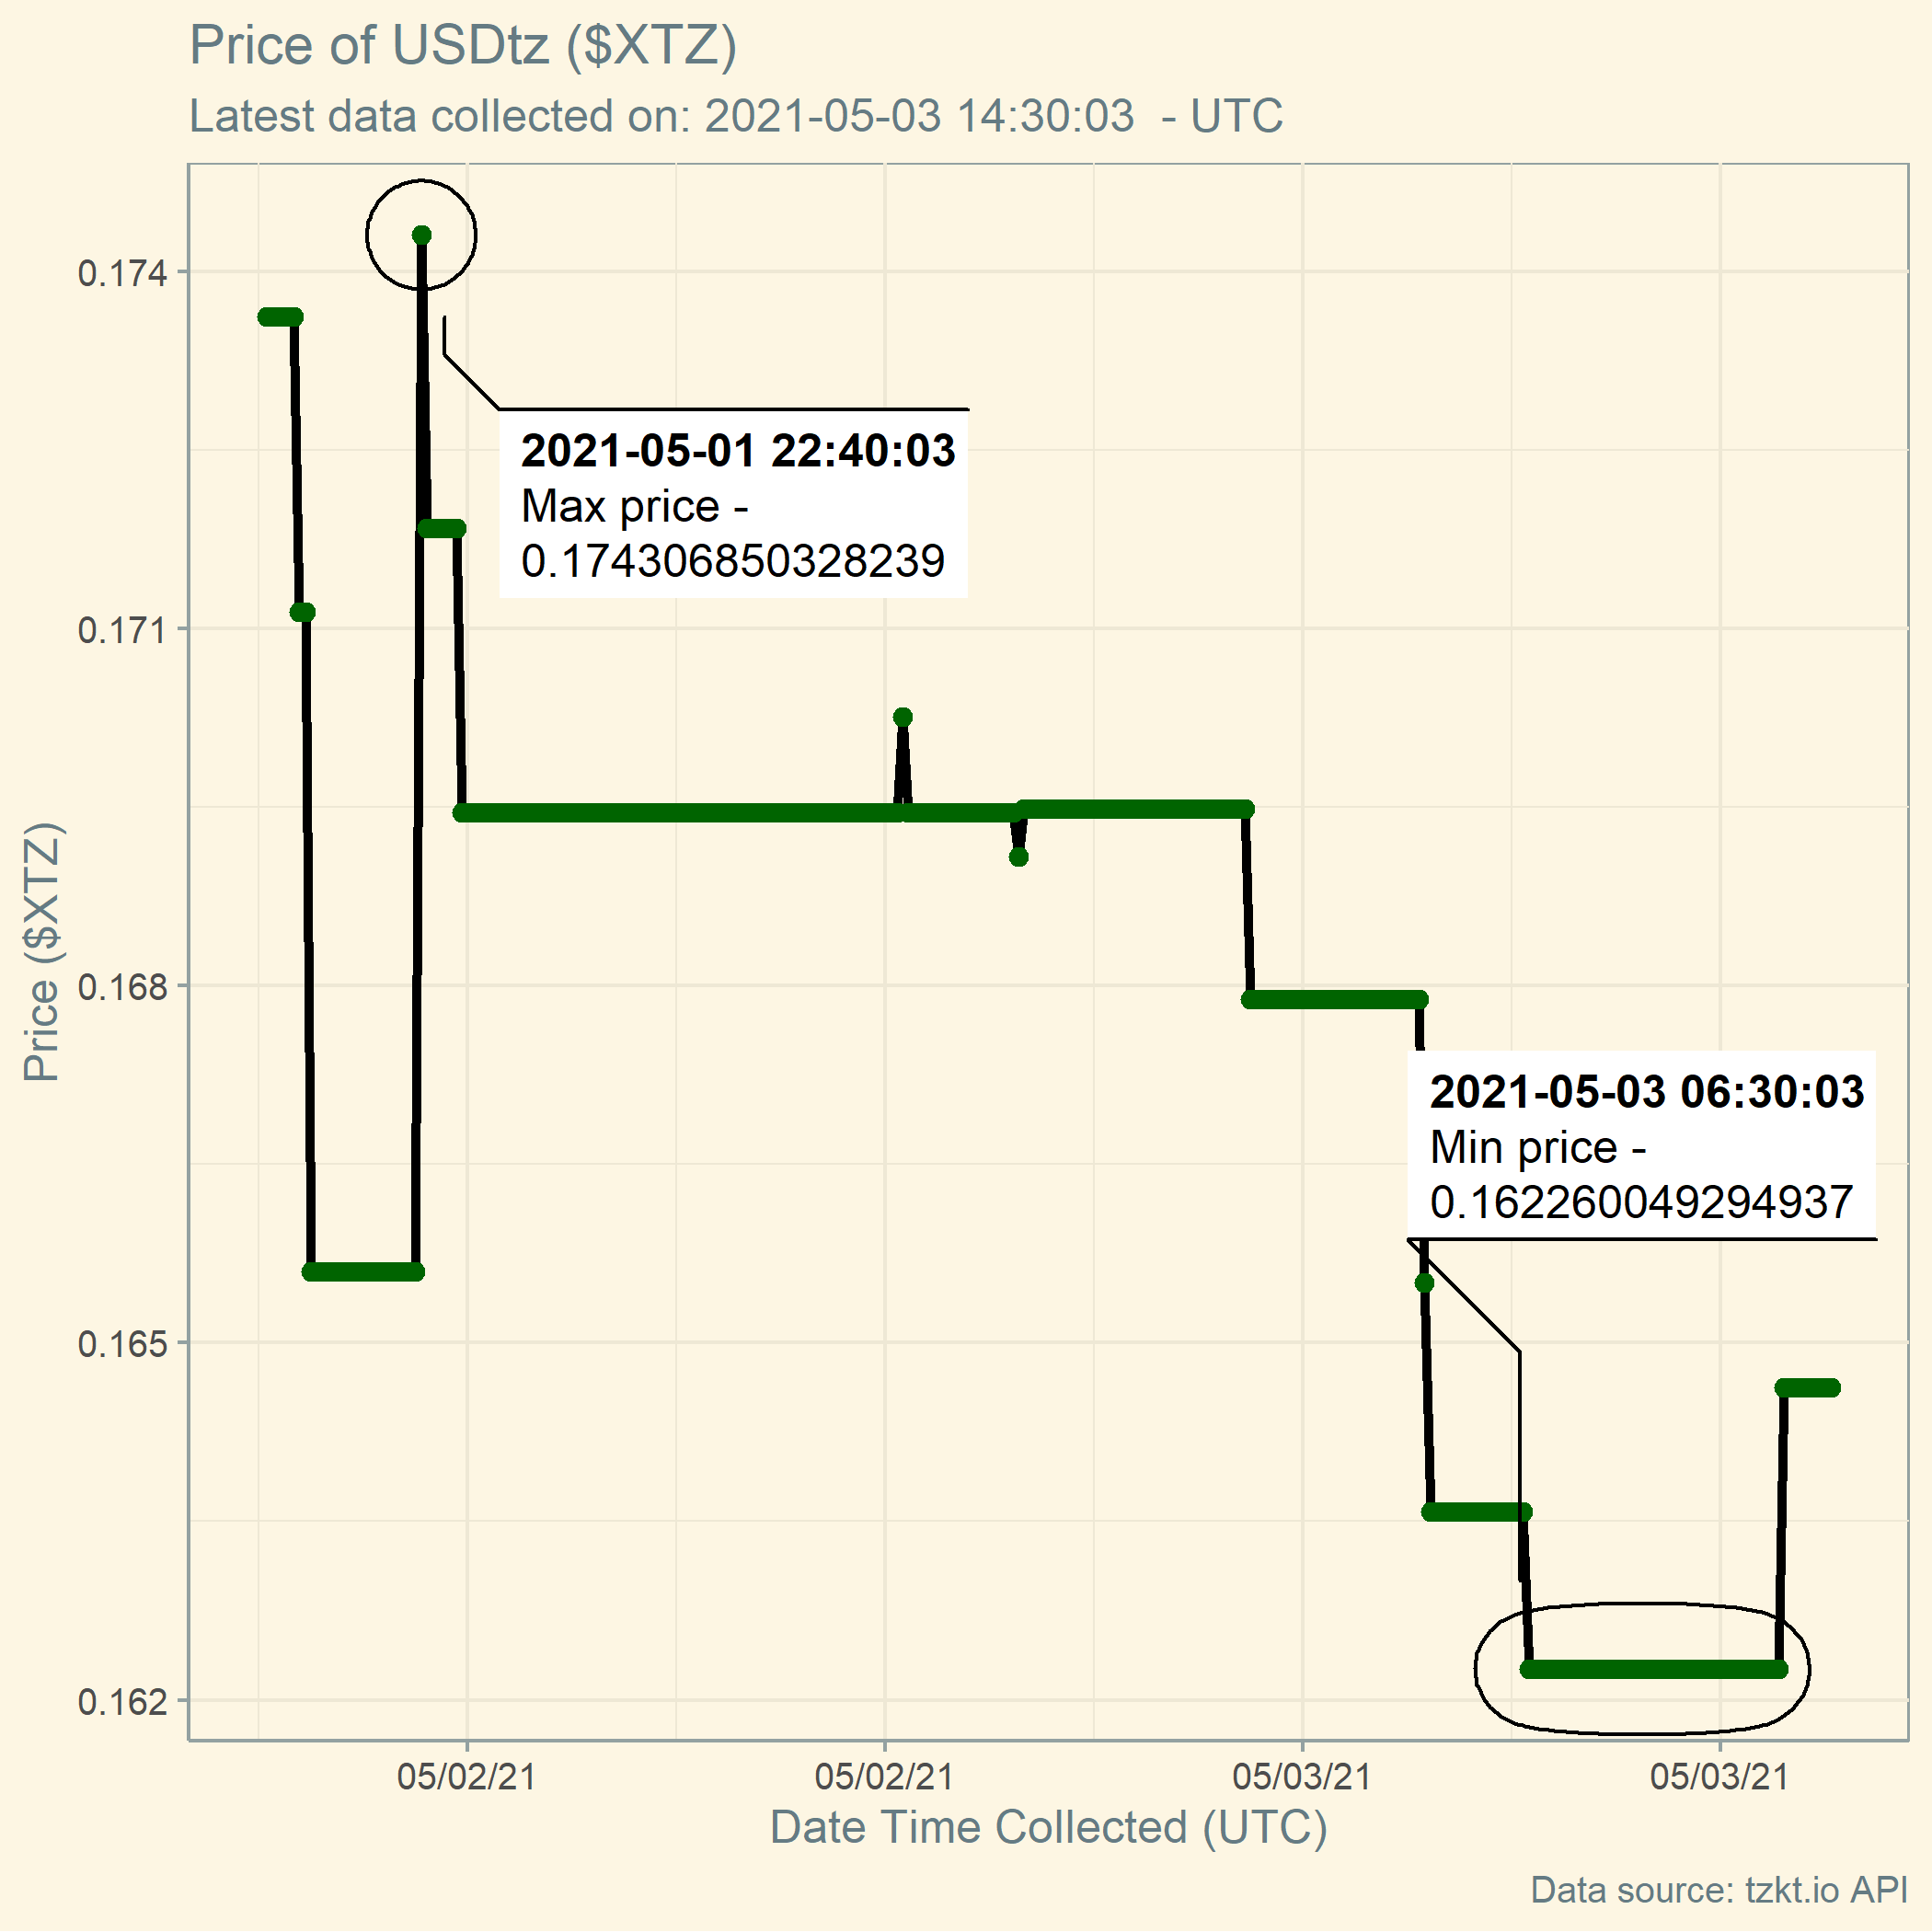 Price of USDtz ($XTZ)
Latest data collected on: 2021-05-03 14:30:03  - UTC
0.174
0.171
0.168
0.165
0.162
Price ($XTZ)
2021-05-01 22:40:03
Max price -
0.174306850328239
2021-05-03 06:30:03
Min price -
0.162260049294937
05/02/21
05/02/21
05/03/21
05/03/21
Date Time Collected (UTC)
Data source: tzkt.io API